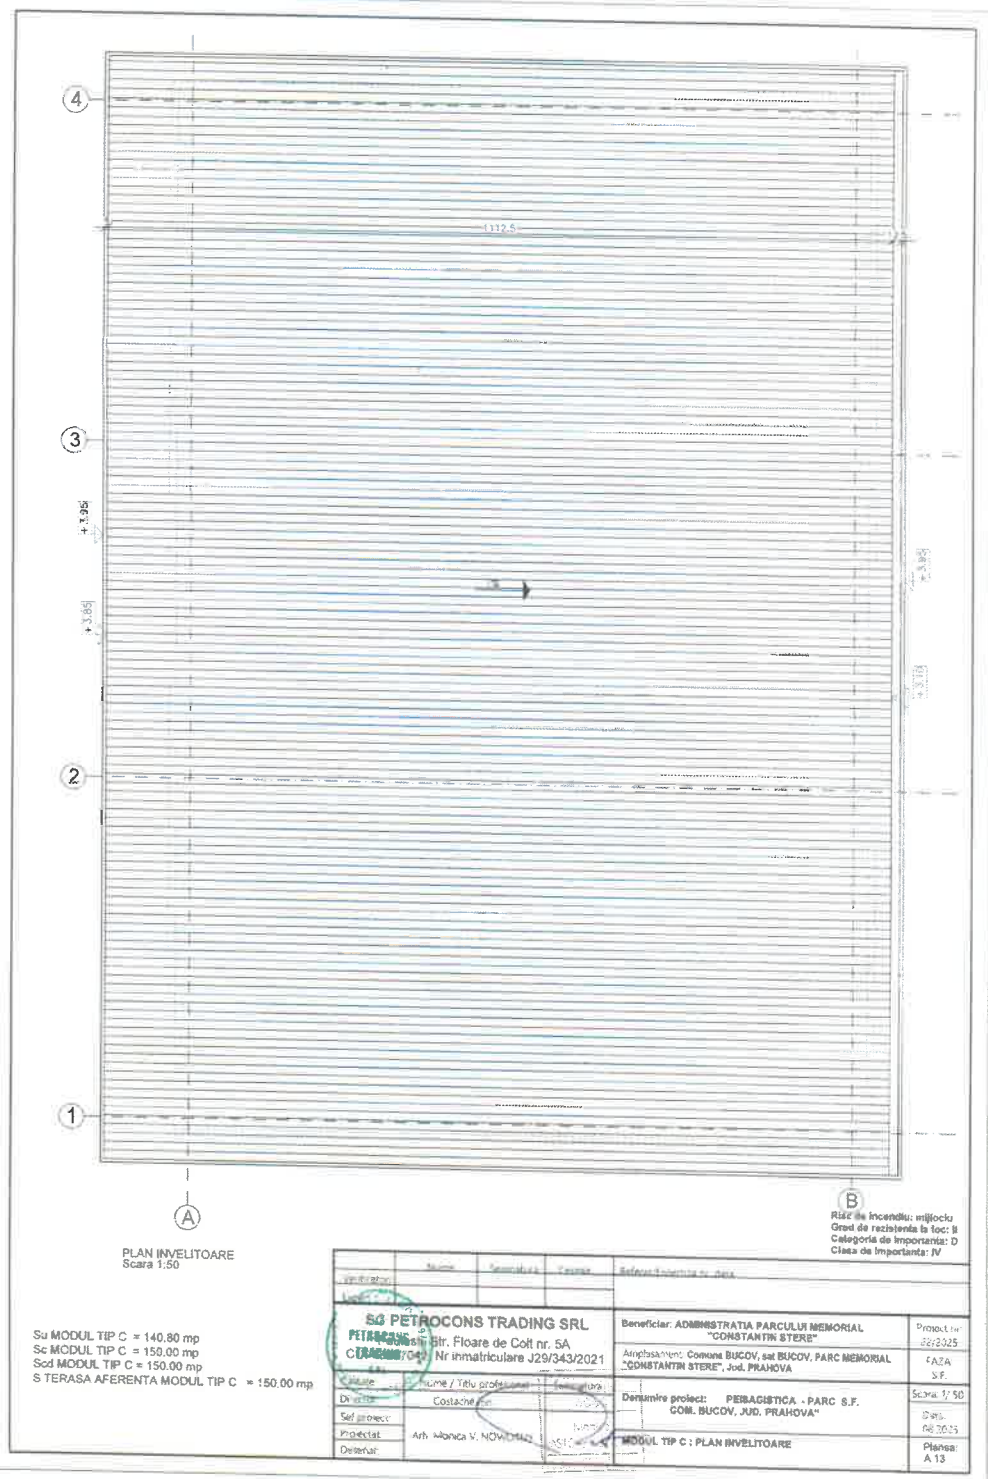 4
1112.5
3
+3.95
+3.85
2
1
A
B
Risc de incendiu: mijlociu
Grad de rezistenta la foc: II
Categoria de importanta: D
Clasa de importanta: IV
PLAN INVELITOARE
Scara 1:50
Su MODUL TIP C = 140.80 mp
Sc MODUL TIP C = 150.00 mp
Scd MODUL TIP C = 150.00 mp
S TERASA AFERENTA MODUL TIP C = 150.00 mp
Nume
Semnatura
Cerinta
Verificator
PETROCONS TRADING SRL
Str. Floare de Colt nr. 5A
Nr inmatriculare J29/343/2021
PETROCONS
TRADING
Nume / Titlu profesional
Costache
Sef proiect
Proiectat
Arh. Monica V.
Desenat
Beneficiar: ADMINISTRATIA PARCULUI MEMORIAL
"CONSTANTIN STERE"
Amplasament: Comuna BUCOV, sat BUCOV, PARC MEMORIAL
"CONSTANTIN STERE", Jud. PRAHOVA
Denumire proiect: PEISAGISTICA - PARC S.F.
COM. BUCOV, JUD. PRAHOVA"
MODUL TIP C ; PLAN INVELITOARE
Proiect nr.
22/2025
FAZA
S.F.
Scara: 1/50
Data:
08.2025
Plansa:
A 13